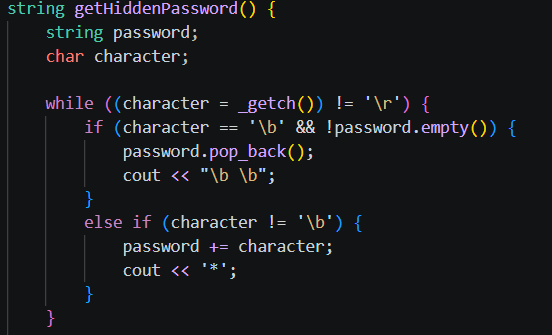 string getHiddenPassword() {
    string password;
    char character;

    while ((character = _getch()) != '\r') {
        if (character == '\b' && !password.empty()) {
            password.pop_back();
            cout << "\b \b";
        }
        else if (character != '\b') {
            password += character;
            cout << '*';
        }
    }